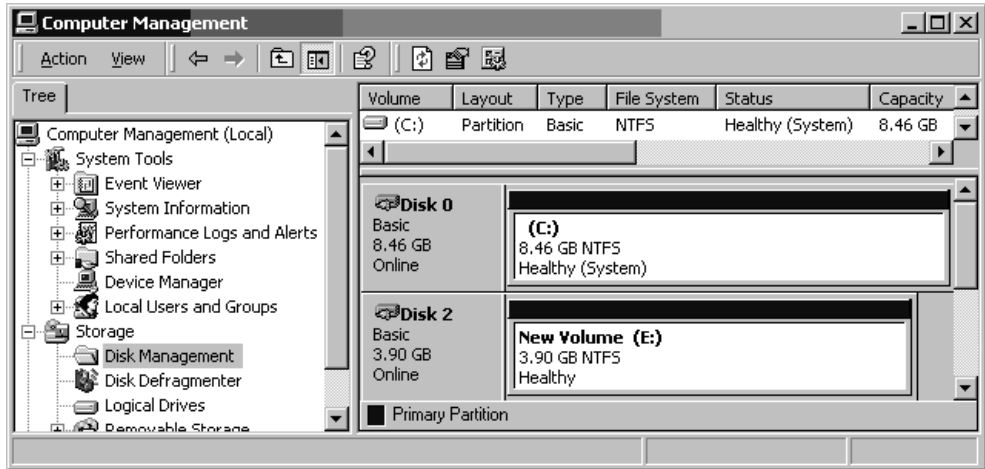 Computer Management
Action View
Tree
Computer Management (Local)
System Tools
Event Viewer
System Information
Performance Logs and Alerts
Shared Folders
Device Manager
Local Users and Groups
Storage
Disk Management
Disk Defragmenter
Logical Drives
Removable Storage
Volume Layout Type File System Status Capacity
(C:) Partition Basic NTFS Healthy (System) 8.46 GB
Disk 0
Basic
8.46 GB
Online
(C:)
8.46 GB NTFS
Healthy (System)
Disk 2
Basic
3.90 GB
Online
New Volume (E:)
3.90 GB NTFS
Healthy
Primary Partition